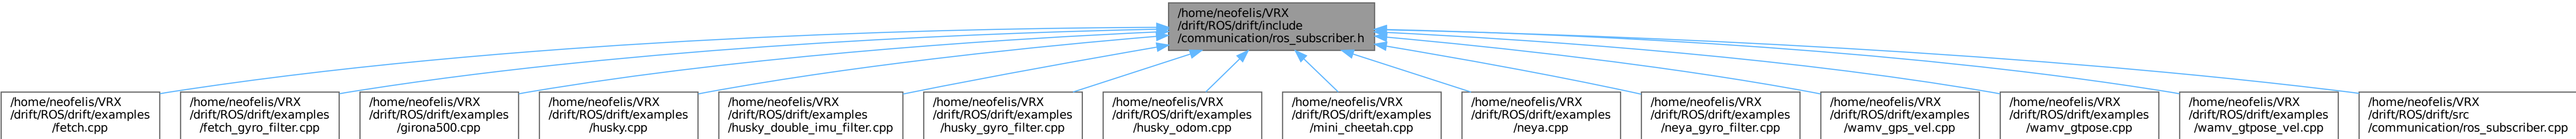 /home/neofelis/VRX
/drift/ROS/drift/include
/communication/ros_subscriber.h
/home/neofelis/VRX
/drift/ROS/drift/examples
/fetch.cpp
/home/neofelis/VRX
/drift/ROS/drift/examples
/fetch_gyro_filter.cpp
/home/neofelis/VRX
/drift/ROS/drift/examples
/girona500.cpp
/home/neofelis/VRX
/drift/ROS/drift/examples
/husky.cpp
/home/neofelis/VRX
/drift/ROS/drift/examples
/husky_double_imu_filter.cpp
/home/neofelis/VRX
/drift/ROS/drift/examples
/husky_gyro_filter.cpp
/home/neofelis/VRX
/drift/ROS/drift/examples
/husky_odom.cpp
/home/neofelis/VRX
/drift/ROS/drift/examples
/mini_cheetah.cpp
/home/neofelis/VRX
/drift/ROS/drift/examples
/neya.cpp
/home/neofelis/VRX
/drift/ROS/drift/examples
/neya_gyro_filter.cpp
/home/neofelis/VRX
/drift/ROS/drift/examples
/wamv_gps_vel.cpp
/home/neofelis/VRX
/drift/ROS/drift/examples
/wamv_gtpose.cpp
/home/neofelis/VRX
/drift/ROS/drift/examples
/wamv_gtpose_vel.cpp
/home/neofelis/VRX
/drift/ROS/drift/src
/communication/ros_subscriber.cpp